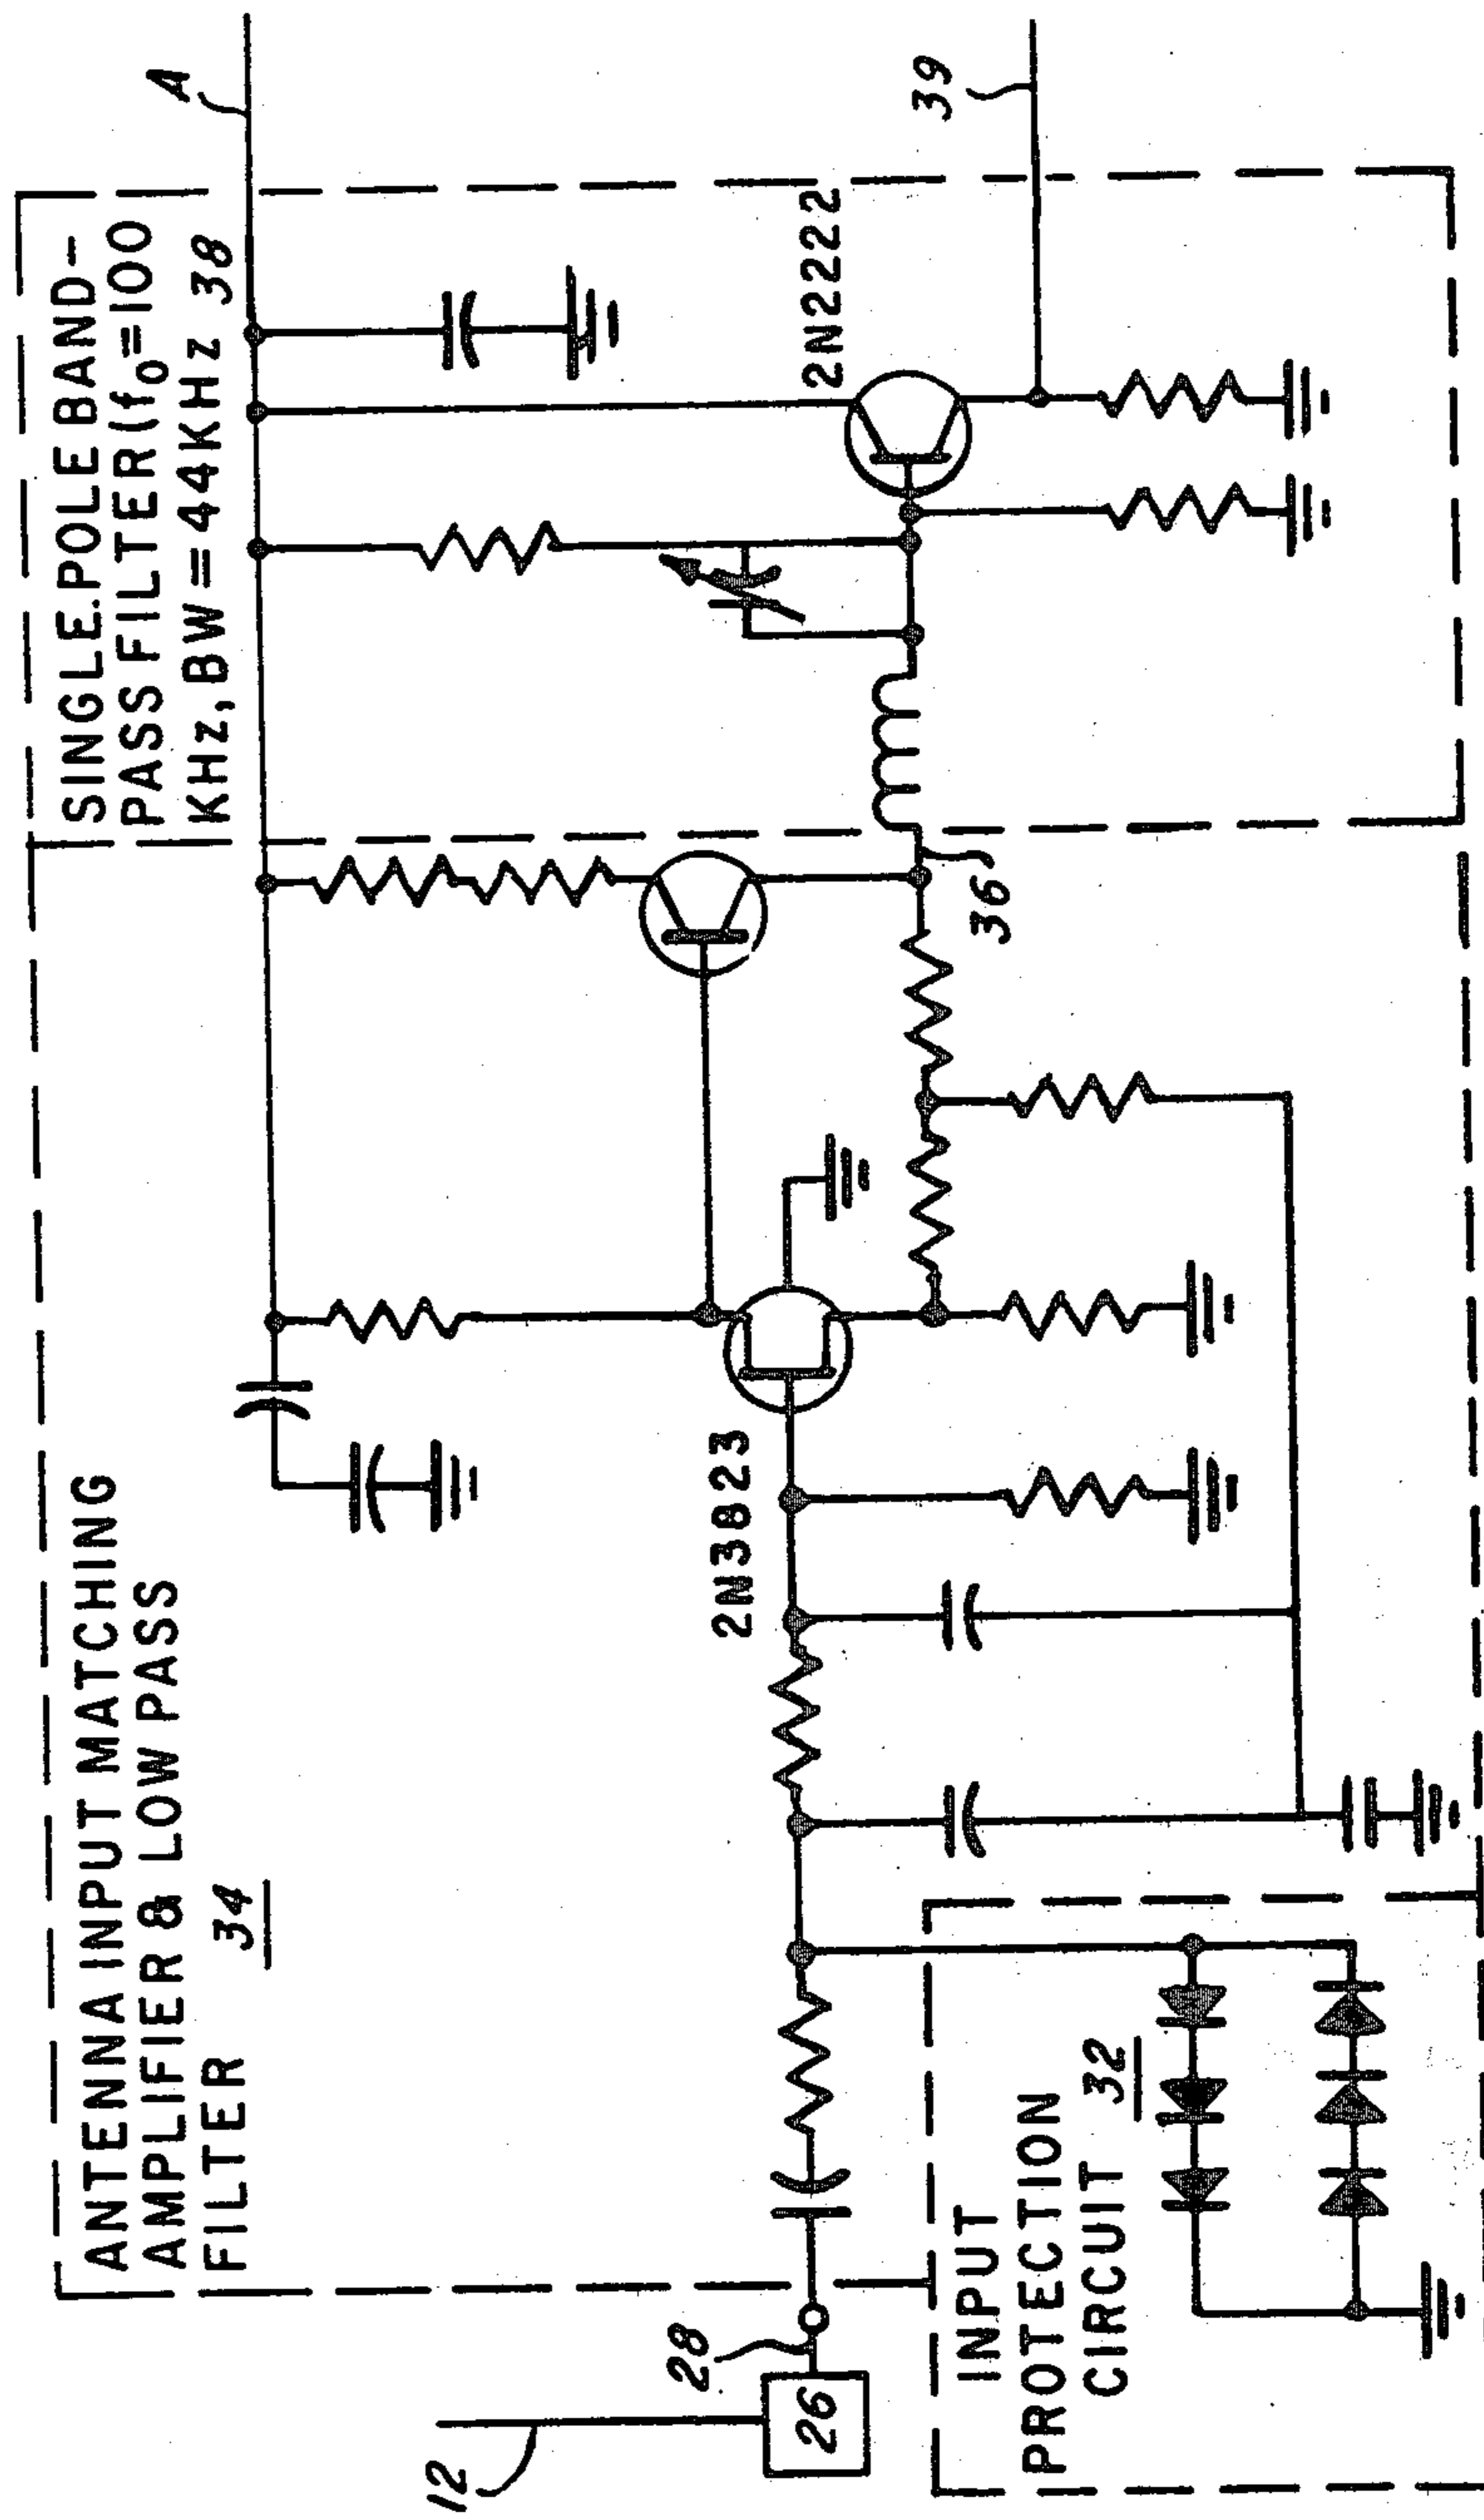 ANTENNA INPUT MATCHING
AMPLIFIER & LOW PASS
FILTER 34
SINGLE POLE BAND-
PASS FILTER (fo=100
KHz, BW=44KHz 38
A
2N2222
39
36
2N3823
28
12
26
INPUT
PROTECTION
CIRCUIT 32